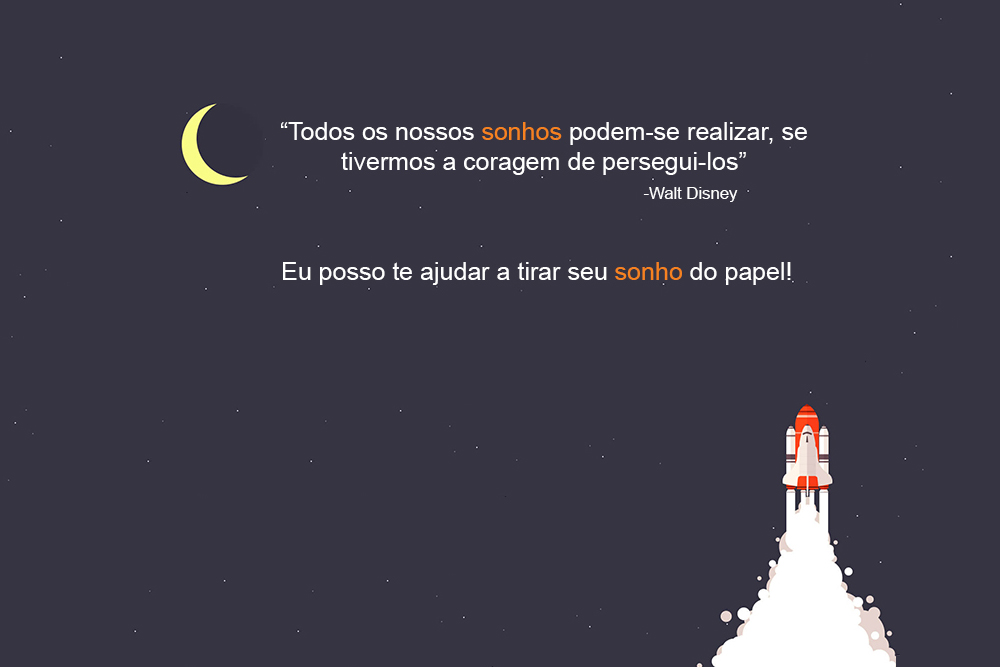 “Todos os nossos sonhos podem-se realizar, se
tivermos a coragem de persegui-los”
-Walt Disney
Eu posso te ajudar a tirar seu sonho do papel!